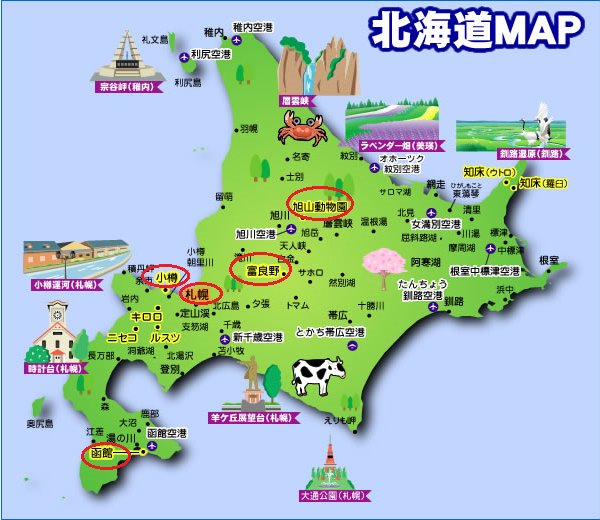 北海道MAP
礼文島
稚内
稚内空港
利尻空港
利尻島
宗谷岬(稚内)
層雲峡
ラベンダー畑(美瑛)
釧路湿原(釧路)
羽幌
名寄
士別
紋別
オホーツク
紋別空港
サロマ湖
網走
ひがしもこと
東藻琴
知床(ウトロ)
知床(羅臼)
留萌
旭山動物園
旭川
旭川空港
旭岳
層雲峡
天人峡
温根湯
北見
女満別空港
清里
川湯
屈斜路湖
摩周湖
標津
中標津
根室中標津空港
根室
阿寒湖
小樽
朝里川
積丹岬
余市
小樽
小樽運河(札幌)
滝川
富良野
サホロ
然別湖
たんちょう
釧路空港
釧路
浜中
岩内
札幌
北広島
夕張
トマム
十勝川
帯広
キロロ
定山渓
ニセコ
ルスツ
支笏湖
千歳
新千歳空港
とかち帯広空港
時計台(札幌)
長万部
洞爺湖
北湯沢
登別
苫小牧
羊ケ丘展望台(札幌)
えりも岬
奥尻島
森
鹿部
大沼
江差
湯の川
函館空港
函館
大通公園(札幌)